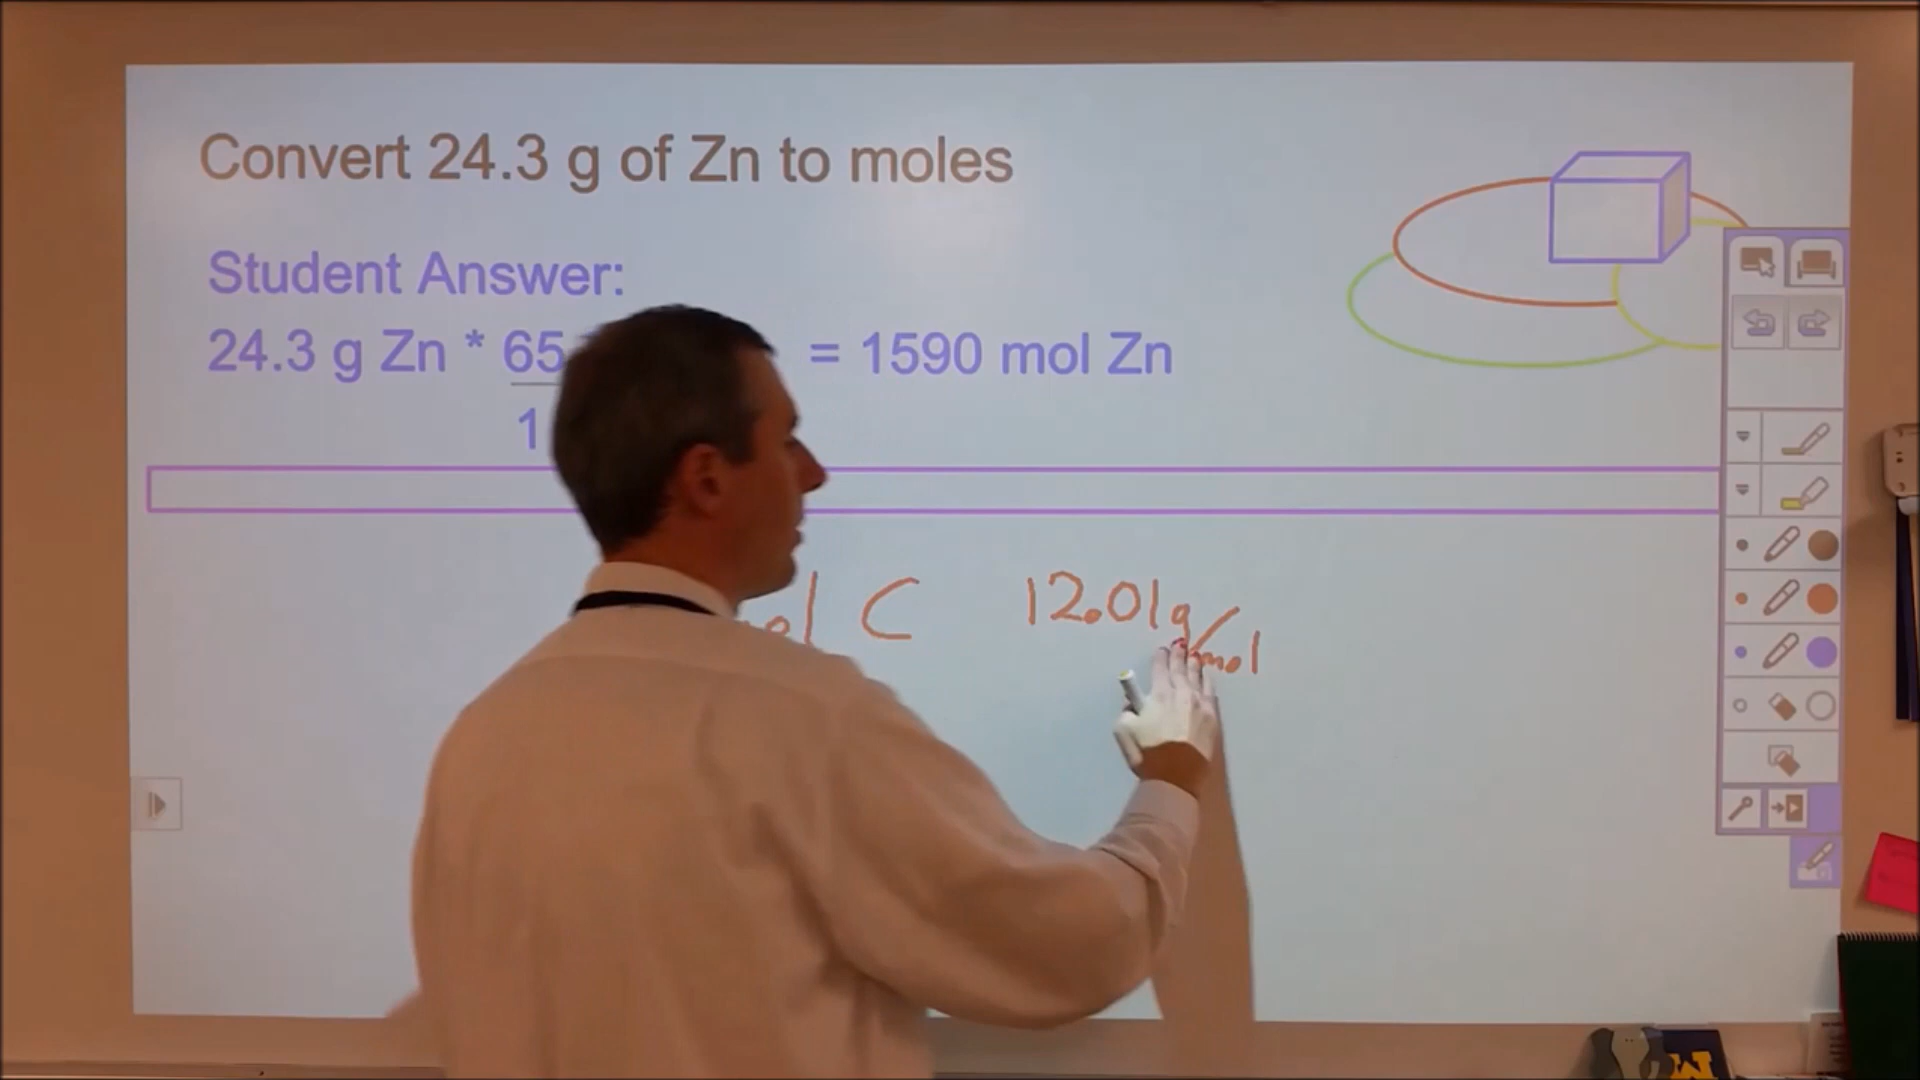 Convert 24.3 g of Zn to moles
Student Answer:
24.3 g Zn * 65 = 1590 mol Zn
1
ol C 12.01g/mol
M